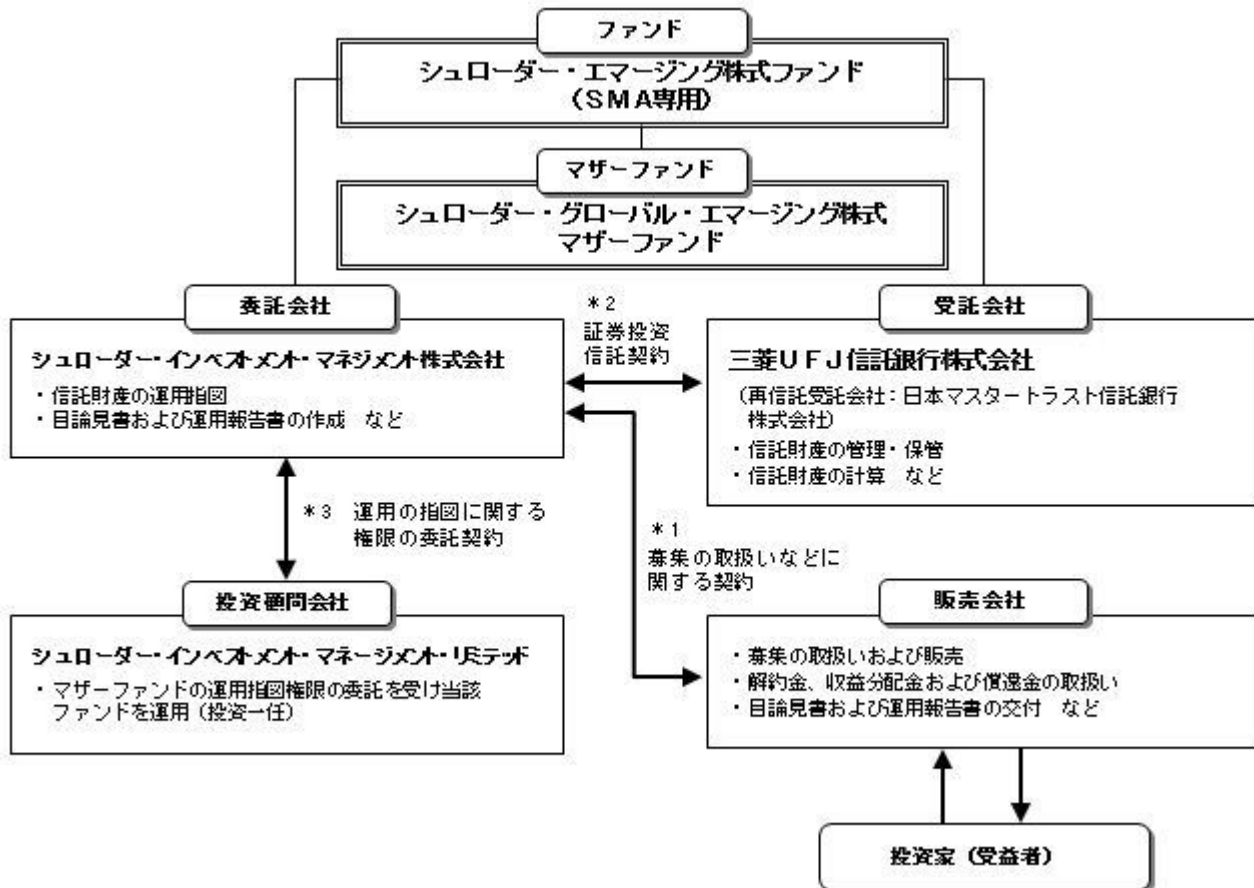 ファンド
シュローダー・エマージング株式ファンド
(SMA専用)
マザーファンド
シュローダー・グローバル・エマージング株式
マザーファンド
委託会社
シュローダー・インベストメント・マネジメント株式会社
・信託財産の運用指図
・目論見書および運用報告書の作成 など
*2
証券投資
信託契約
受託会社
三菱UFJ信託銀行株式会社
(再信託受託会社:日本マスタートラスト信託銀行
株式会社)
・信託財産の管理・保管
・信託財産の計算 など
*3 運用の指図に関する
権限の委託契約
*1
募集の取扱いなどに
関する契約
投資顧問会社
シュローダー・インベストメント・マネージメント・リミテッド
・マザーファンドの運用指図権限の委託を受け当該
ファンドを運用(投資一任)
販売会社
・募集の取扱いおよび販売
・解約金、収益分配金および償還金の取扱い
・目論見書および運用報告書の交付 など
投資家(受益者)